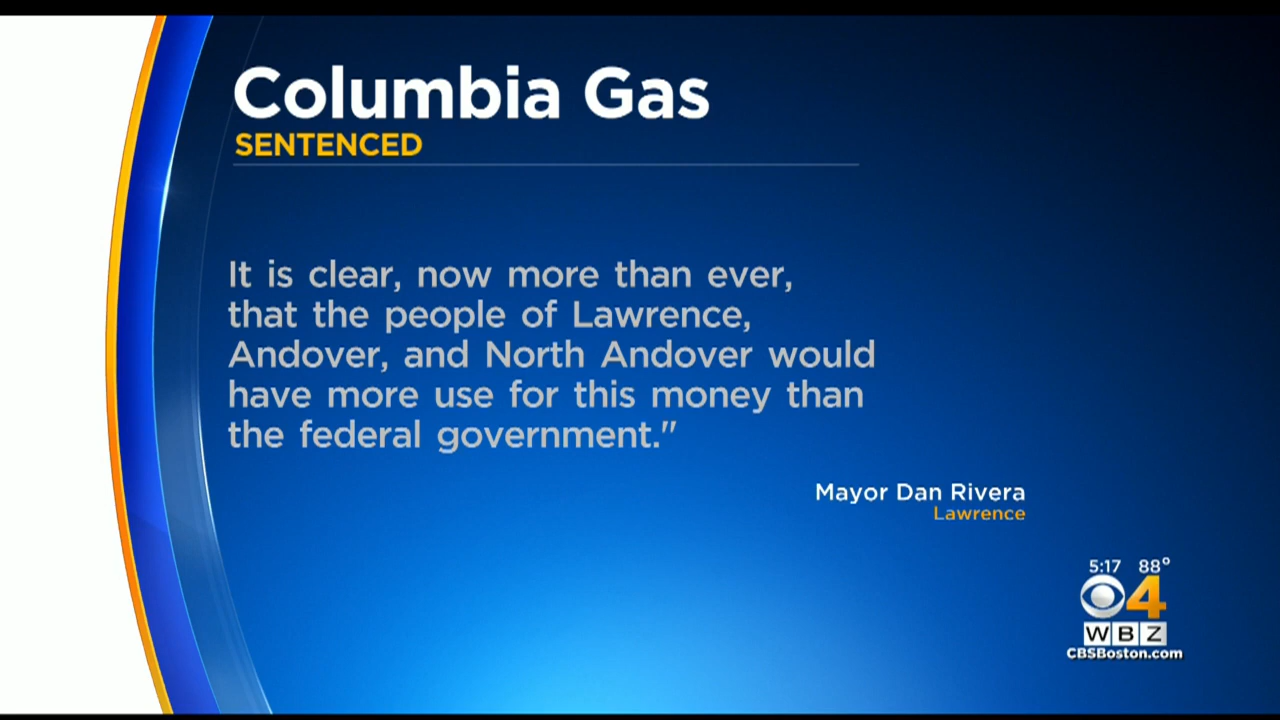 Columbia Gas
SENTENCED
It is clear, now more than ever,
that the people of Lawrence,
Andover, and North Andover would
have more use for this money than
the federal government."
Mayor Dan Rivera
Lawrence
5:17 88°
4
WBZ
CBSBoston.com